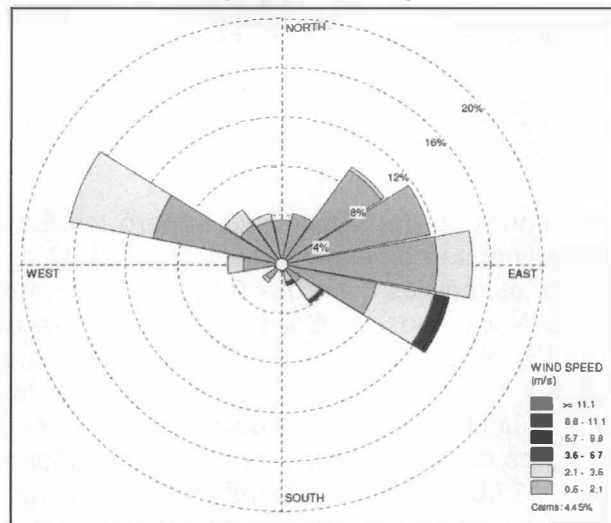 NORTH
20%
16%
12%
8%
4%
WEST
EAST
SOUTH
WIND SPEED
(m/s)
>= 11.1
8.8 - 11.1
5.7 - 8.8
3.6 - 5.7
2.1 - 3.6
0.5 - 2.1
Calms: 4.45%